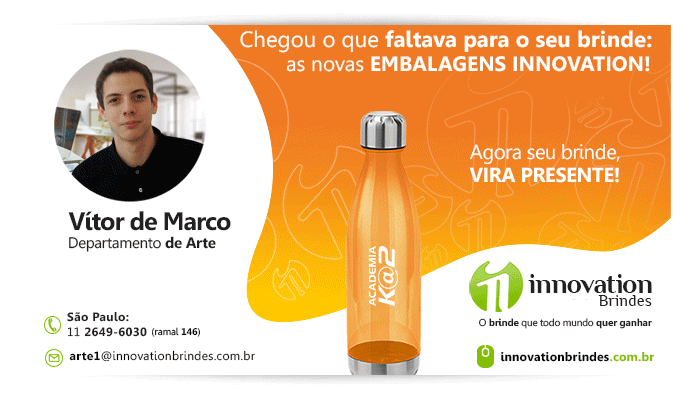 Chegou o que faltava para o seu brinde:
as novas EMBALAGENS INNOVATION!
Agora seu brinde,
VIRA PRESENTE!
Vítor de Marco
Departamento de Arte
ACADEMIA
K@2
innovation
Brindes
O brinde que todo mundo quer ganhar
São Paulo:
11 2649-6030 (ramal 146)
arte1@innovationbrindes.com.br
innovationbrindes.com.br